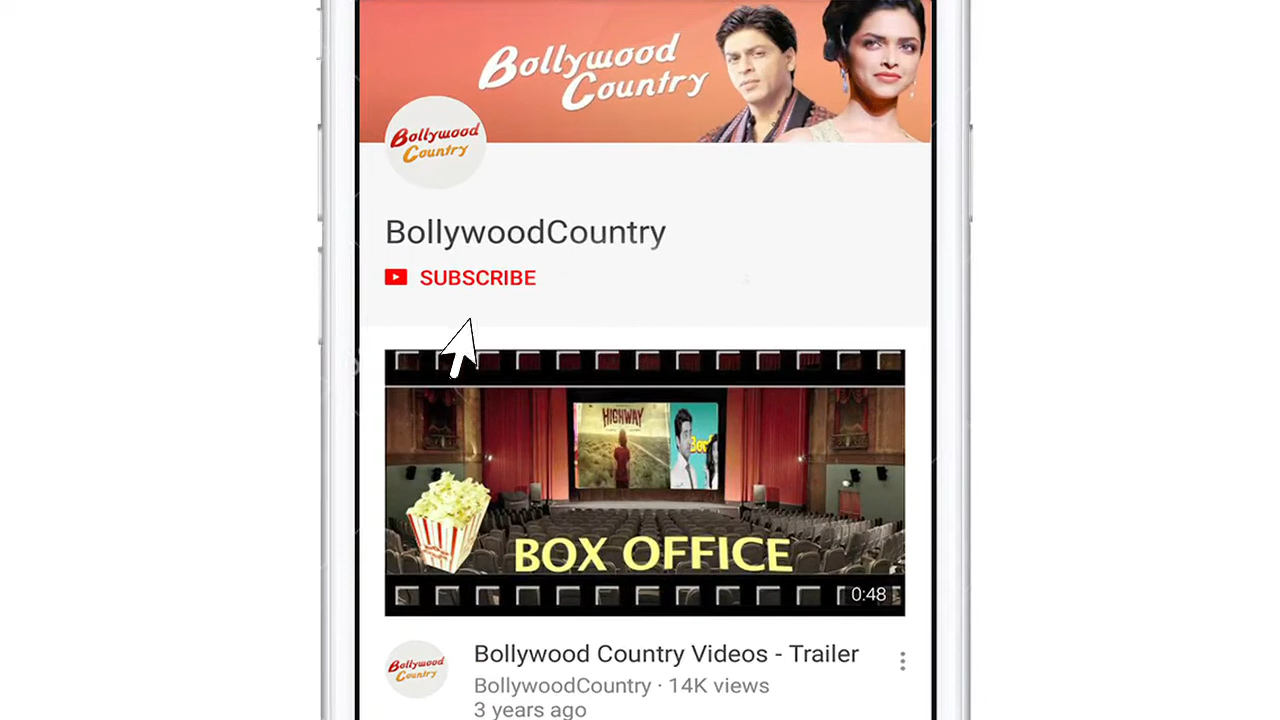 Bollywood
Country
Bollywood
Country
BollywoodCountry
SUBSCRIBE
HIGHWAY
BOX OFFICE
0:48
Bollywood Country Videos - Trailer
Bollywood
Country
BollywoodCountry · 14K views
3 years ago